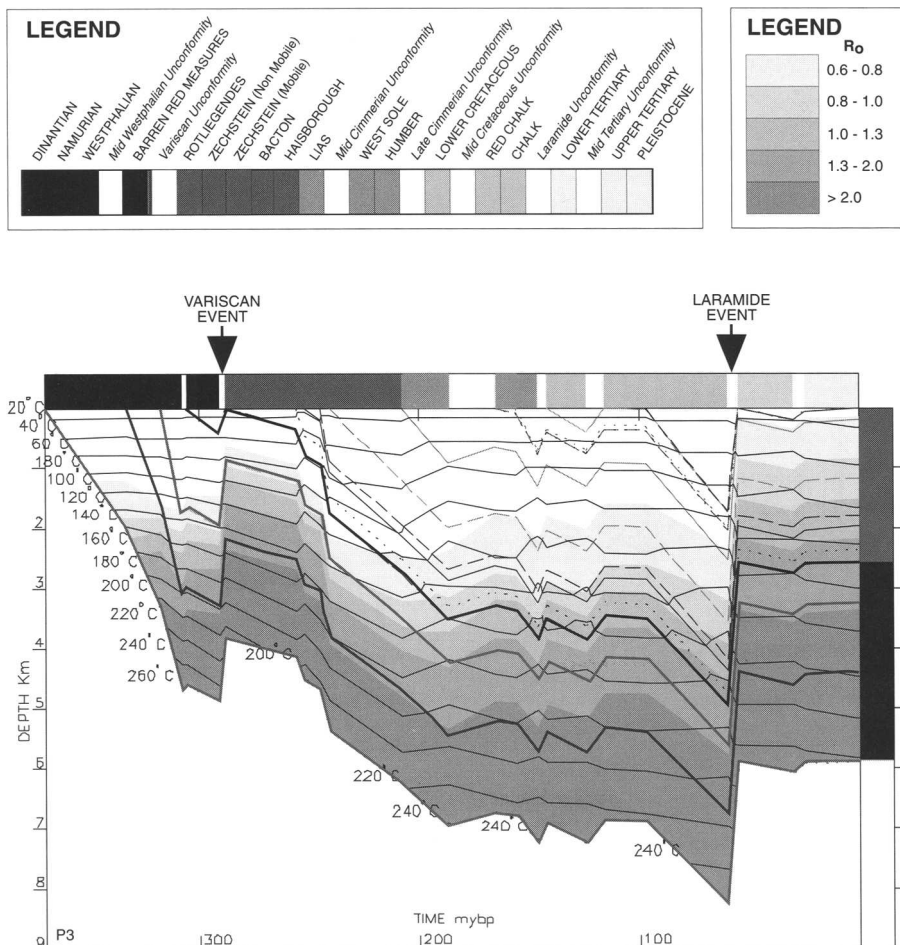 LEGEND
DINANTIAN
NAMURIAN
WESTPHALIAN
Mid Westphalian Unconformity
BARREN RED MEASURES
Variscan Unconformity
ROTLIEGENDES
ZECHSTEIN (Non Mobile)
ZECHSTEIN (Mobile)
BACTON
HAISBOROUGH
LIAS
Mid Cimmerian Unconformity
WEST SOLE
HUMBER
Late Cimmerian Unconformity
LOWER CRETACEOUS
Mid Cretaceous Unconformity
RED CHALK
CHALK
Laramide Unconformity
LOWER TERTIARY
Mid Tertiary Unconformity
UPPER TERTIARY
PLEISTOCENE
LEGEND
Ro
0.6 - 0.8
0.8 - 1.0
1.0 - 1.3
1.3 - 2.0
> 2.0
VARISCAN
EVENT
LARAMIDE
EVENT
20°C
40°C
60°C
180°C
100°C
120°C
140°C
160°C
180°C
200°C
220°C
240°C
260°C
200°C
220°C
240°C
240°C
240°C
DEPTH Km
2
3
4
5
6
7
8
9
P3
TIME mybp
300
200
100